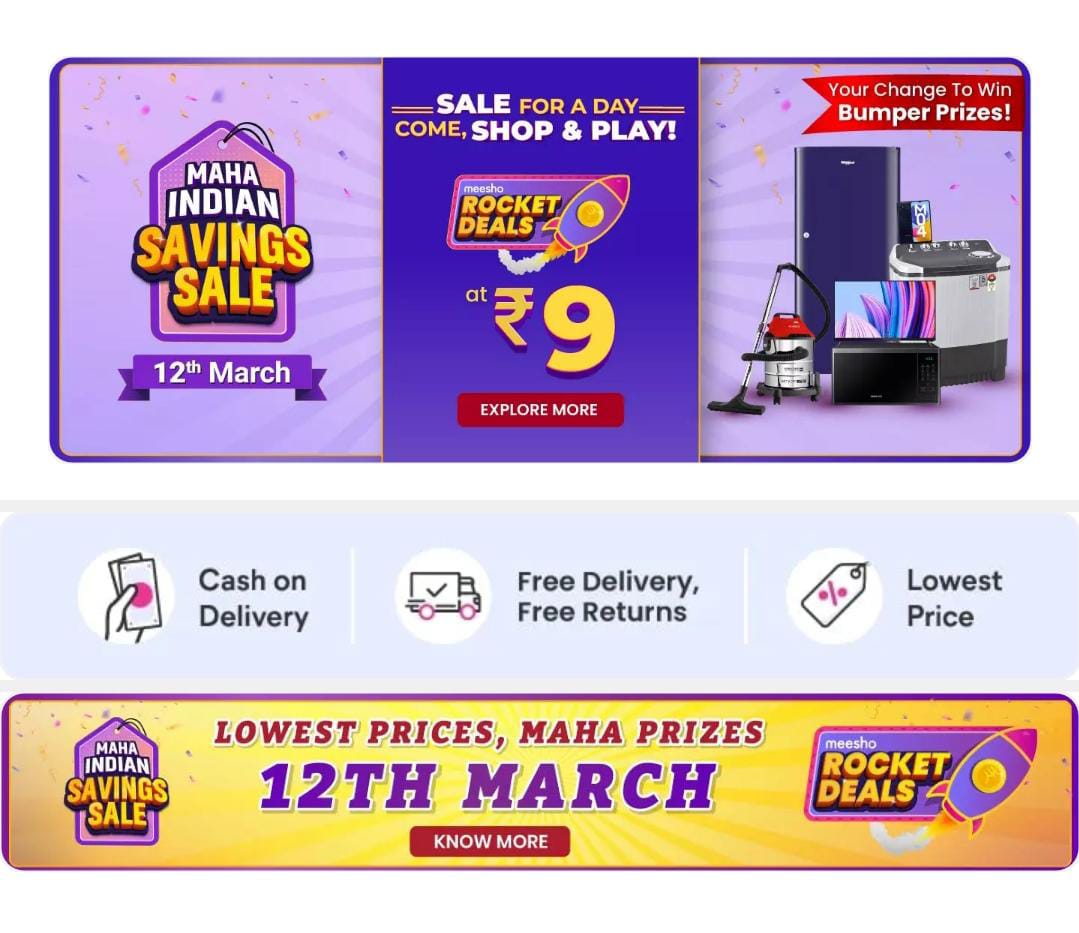 MAHA
INDIAN
SAVINGS
SALE
12th March
SALE FOR A DAY
COME, SHOP & PLAY!
meesho
ROCKET
DEALS
at ₹9
EXPLORE MORE
Your Change To Win
Bumper Prizes!
Cash on
Delivery
Free Delivery,
Free Returns
Lowest
Price
MAHA
INDIAN
SAVINGS
SALE
LOWEST PRICES, MAHA PRIZES
12TH MARCH
KNOW MORE
meesho
ROCKET
DEALS